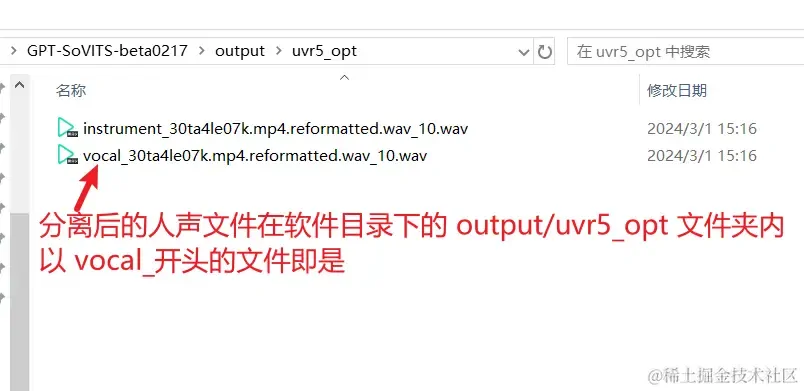 GPT-SoVITS-beta0217 > output > uvr5_opt
在 uvr5_opt 中搜索
名称
修改日期
instrument_30ta4le07k.mp4.reformatted.wav_10.wav
2024/3/1 15:16
vocal_30ta4le07k.mp4.reformatted.wav_10.wav
2024/3/1 15:16
分离后的人声文件在软件目录下的 output/uvr5_opt 文件夹内
以 vocal_开头的文件即是
@稀土掘金技术社区